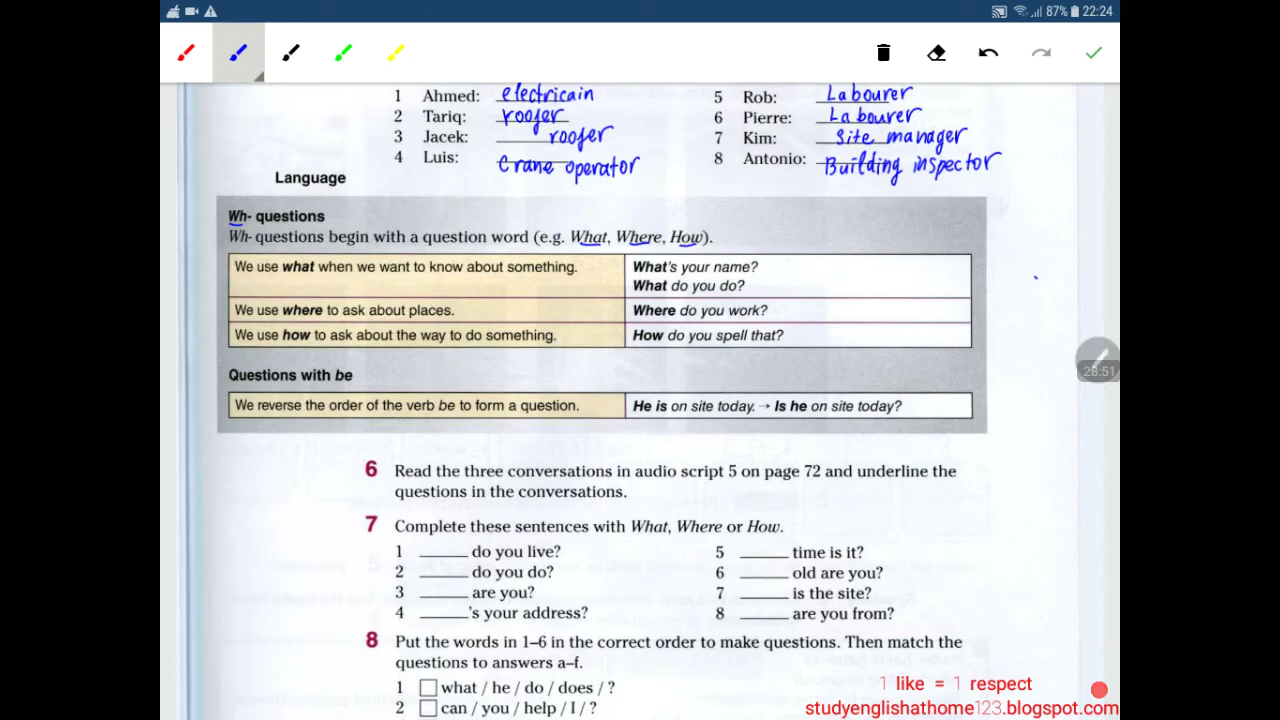 87% 22:24
1 Ahmed: electricain
2 Tariq: roofer
3 Jacek: roofer
4 Luis: Crane operator
5 Rob: Labourer
6 Pierre: Labourer
7 Kim: Site manager
8 Antonio: Building inspector
Language
Wh- questions
Wh- questions begin with a question word (e.g. What, Where, How).
We use what when we want to know about something. What's your name?
What do you do?
We use where to ask about places. Where do you work?
We use how to ask about the way to do something. How do you spell that?
28:51
Questions with be
We reverse the order of the verb be to form a question. He is on site today. → Is he on site today?
6 Read the three conversations in audio script 5 on page 72 and underline the
questions in the conversations.
7 Complete these sentences with What, Where or How.
1 _____ do you live?
2 _____ do you do?
3 _____ are you?
4 _____ 's your address?
5 _____ time is it?
6 _____ old are you?
7 _____ is the site?
8 _____ are you from?
8 Put the words in 1–6 in the correct order to make questions. Then match the
questions to answers a–f.
1 □ what / he / do / does / ?
2 □ can / you / help / I / ?
1 like = 1 respect
studyenglishathome123.blogspot.com